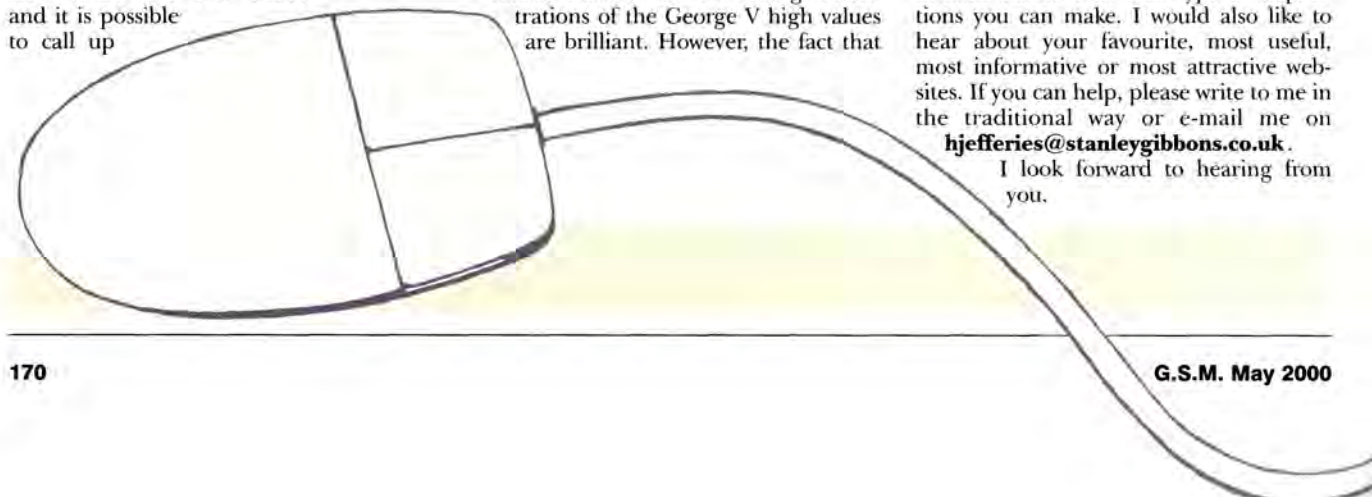 and it is possible
to call up
trations of the George V high values
are brilliant. However, the fact that
tions you can make. I would also like to
hear about your favourite, most useful,
most informative or most attractive web-
sites. If you can help, please write to me in
the traditional way or e-mail me on
hjefferies@stanleygibbons.co.uk.
I look forward to hearing from
you.
170
G.S.M. May 2000